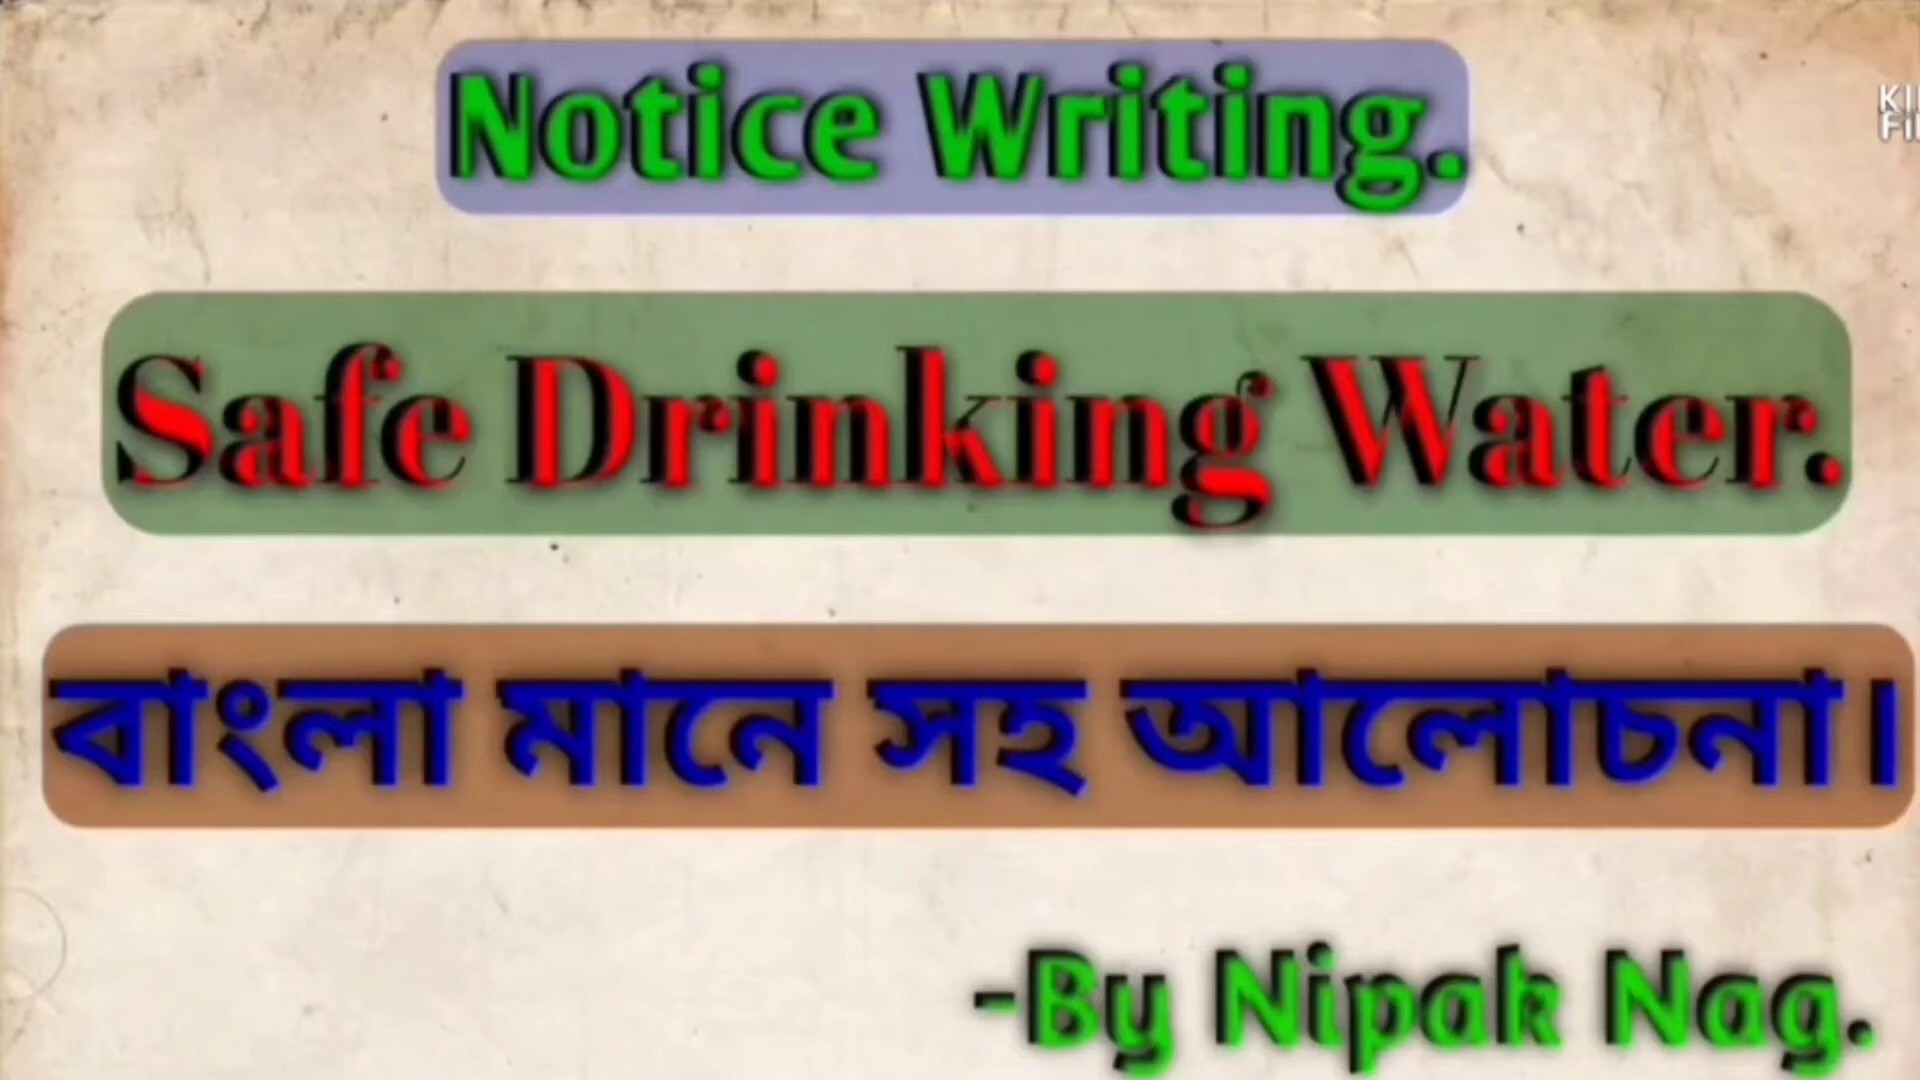 Notice Writing.
Safe Drinking Water.
বাংলা মানে সহ আলোচনা।
-By Nipak Nag.